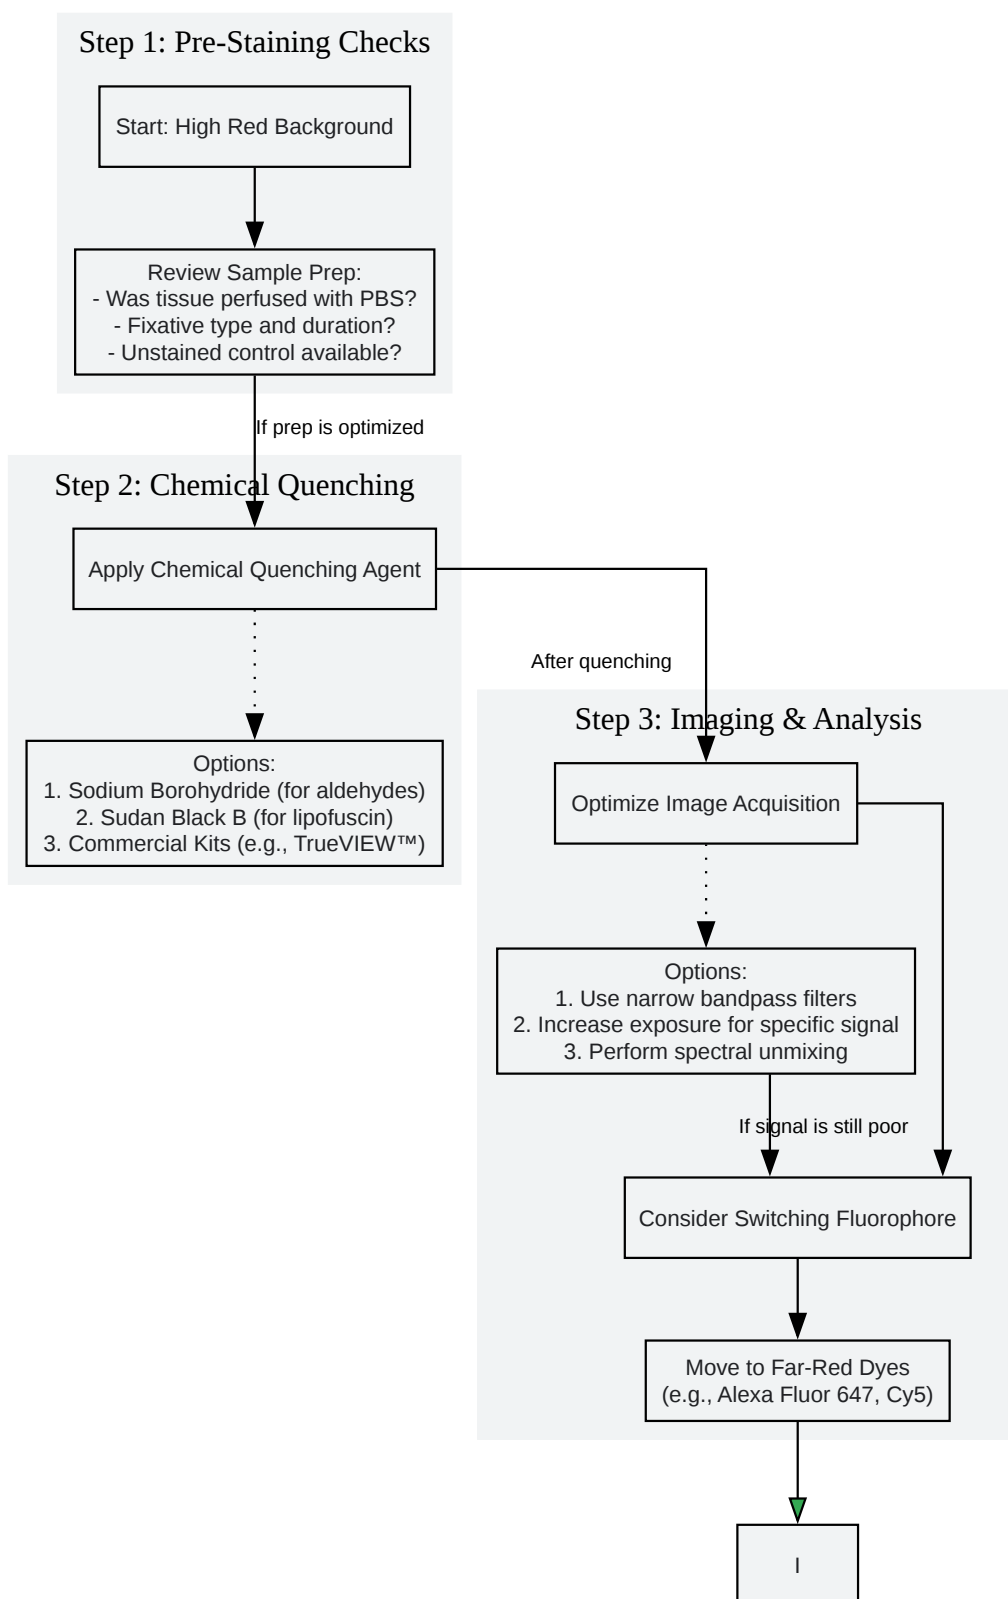 Step 1: Pre-Staining Checks
Start: High Red Background
Review Sample Prep:
- Was tissue perfused with PBS?
- Fixative type and duration?
- Unstained control available?
If prep is optimized
Step 2: Chemical Quenching
Apply Chemical Quenching Agent
Options:
1. Sodium Borohydride (for aldehydes)
2. Sudan Black B (for lipofuscin)
3. Commercial Kits (e.g., TrueVIEW™)
After quenching
Step 3: Imaging & Analysis
Optimize Image Acquisition
Options:
1. Use narrow bandpass filters
2. Increase exposure for specific signal
3. Perform spectral unmixing
If signal is still poor
Consider Switching Fluorophore
Move to Far-Red Dyes
(e.g., Alexa Fluor 647, Cy5)
I